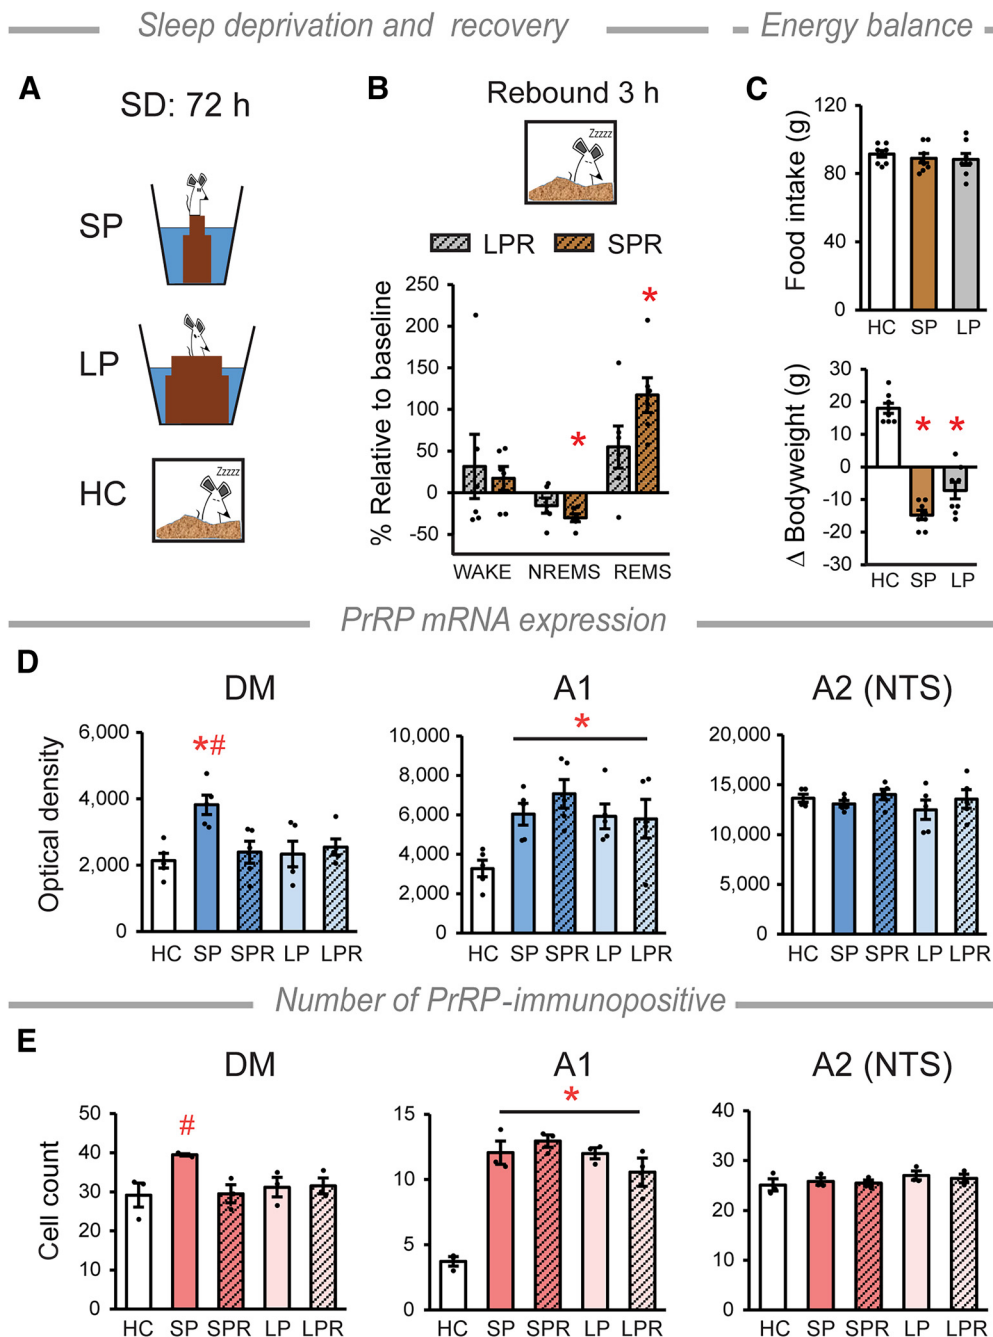 Sleep deprivation and recovery
Energy balance
A
SD: 72 h
SP
LP
HC
Zzzzz
B
Rebound 3 h
Zzzzz
LPR
SPR
% Relative to baseline
250
*
200
150
100
50
*
0
-50
WAKE NREMS REMS
C
Food intake (g)
120
80
40
0
HC SP LP
Δ Bodyweight (g)
30
20
* *
10
0
-10
-20
-30
HC SP LP
PrRP mRNA expression
D
DM
Optical density
6,000
*#
4,000
2,000
0
HC SP SPR LP LPR
A1
*
10,000
8,000
6,000
4,000
2,000
0
HC SP SPR LP LPR
A2 (NTS)
20,000
15,000
10,000
5,000
0
HC SP SPR LP LPR
Number of PrRP-immunopositive
E
DM
Cell count
50
#
40
30
20
10
0
HC SP SPR LP LPR
A1
*
15
10
5
0
HC SP SPR LP LPR
A2 (NTS)
40
30
20
10
0
HC SP SPR LP LPR